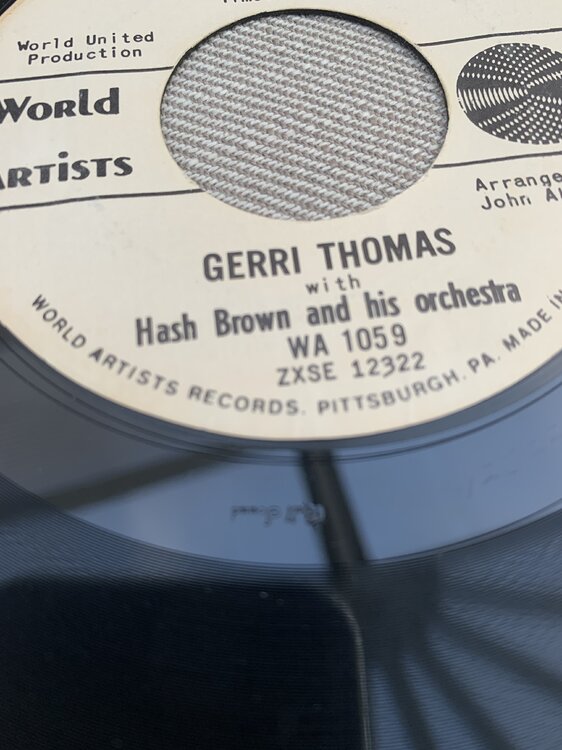 World United
Production
World
Artists
Arrange
John Al
GERRI THOMAS
with
Hash Brown and his orchestra
WA 1059
ZXSE 12322
WORLD ARTISTS RECORDS. PITTSBURGH. PA. MADE IN